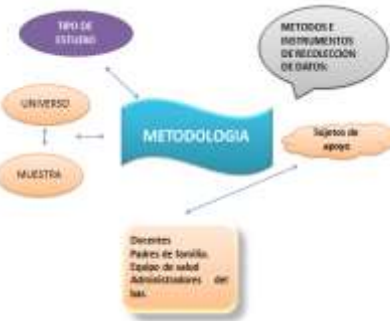 TIPO DE
ESTUDIO
METODOS E
INSTRUMENTOS
DE RECOLECCION
DE DATOS:
UNIVERSO
METODOLOGIA
Sujetos de
apoyo
MUESTRA
Docentes
Padres de familia.
Equipo de salud
Administradores del
bar.